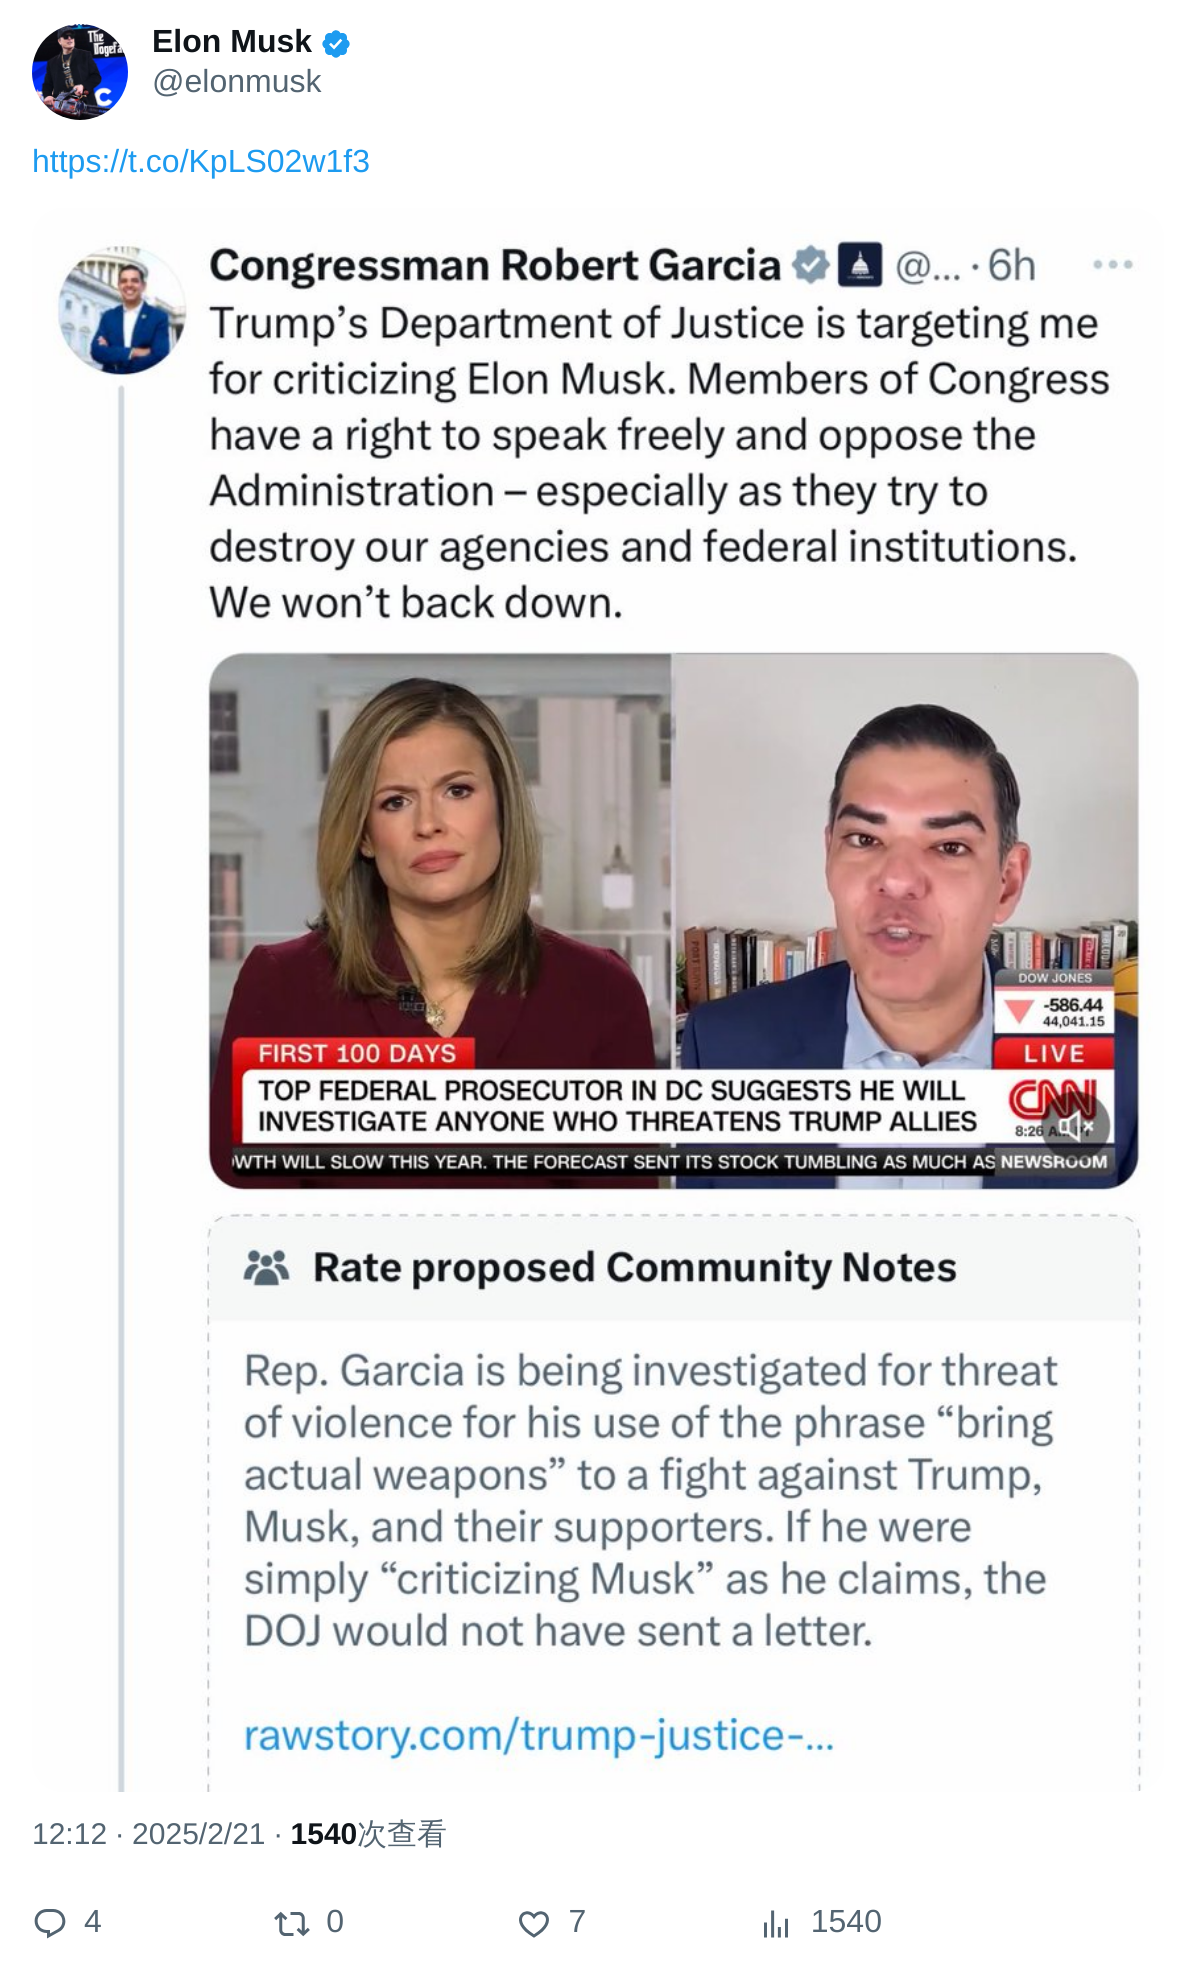 The
Dogefa
C
Elon Musk
@elonmusk
https://t.co/KpLS02w1f3
Congressman Robert Garcia @... · 6h
Trump’s Department of Justice is targeting me
for criticizing Elon Musk. Members of Congress
have a right to speak freely and oppose the
Administration – especially as they try to
destroy our agencies and federal institutions.
We won’t back down.
DOW JONES
-586.44
44,041.15
FIRST 100 DAYS
LIVE
TOP FEDERAL PROSECUTOR IN DC SUGGESTS HE WILL
INVESTIGATE ANYONE WHO THREATENS TRUMP ALLIES
CNN
8:26
WTH WILL SLOW THIS YEAR. THE FORECAST SENT ITS STOCK TUMBLING AS MUCH AS NEWSROOM
Rate proposed Community Notes
Rep. Garcia is being investigated for threat
of violence for his use of the phrase “bring
actual weapons” to a fight against Trump,
Musk, and their supporters. If he were
simply “criticizing Musk” as he claims, the
DOJ would not have sent a letter.
rawstory.com/trump-justice-...
12:12 · 2025/2/21 · 1540次查看
4 0 7 1540